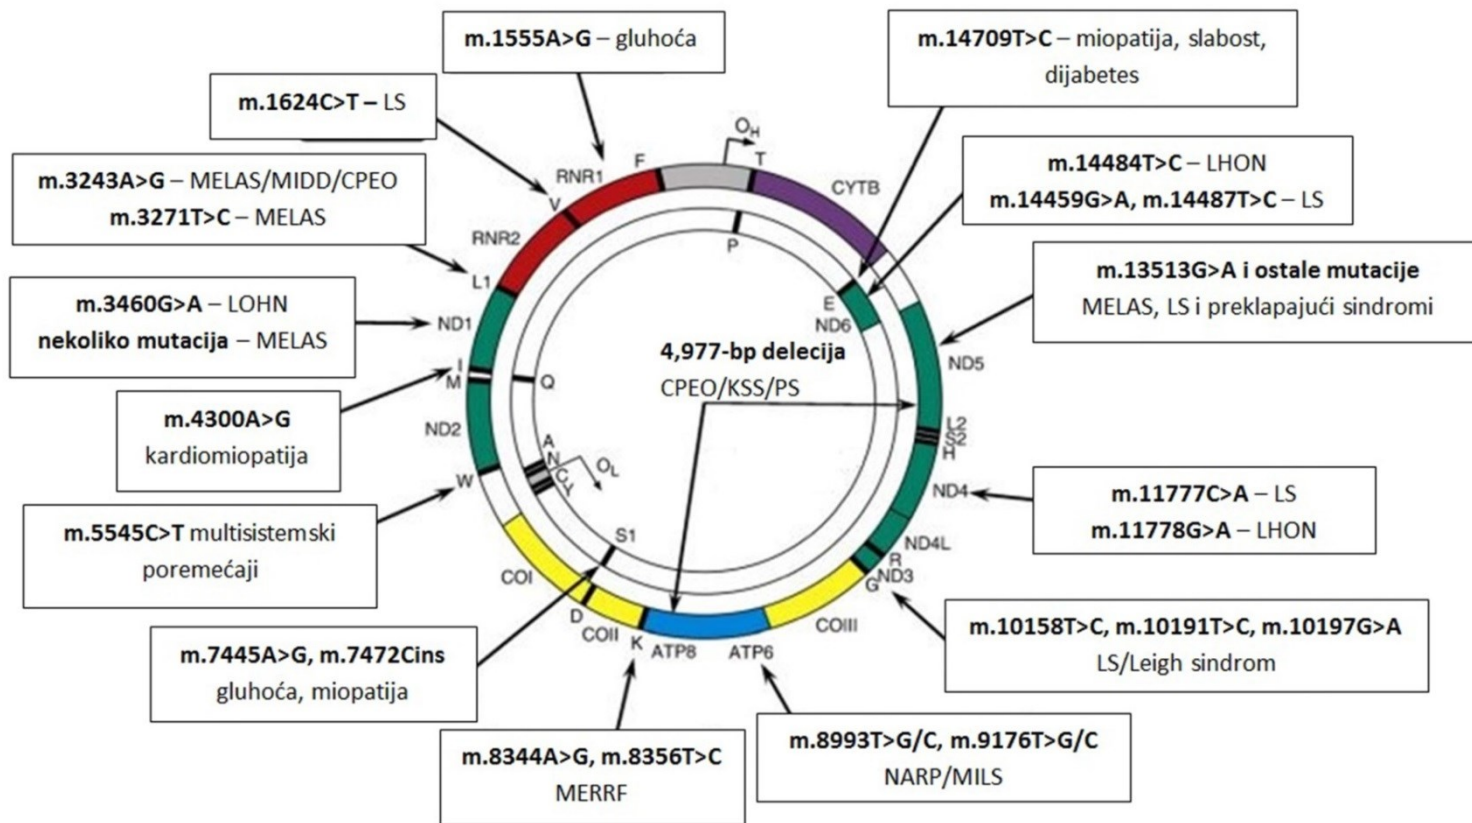 m.1555A>G – gluhoća
m.14709T>C – miopatija, slabost,
dijabetes
m.1624C>T – LS
m.14484T>C – LHON
m.14459G>A, m.14487T>C – LS
m.3243A>G – MELAS/MIDD/CPEO
m.3271T>C – MELAS
m.13513G>A i ostale mutacije
MELAS, LS i preklapajući sindromi
m.3460G>A – LOHN
nekoliko mutacija – MELAS
4,977-bp delecija
CPEO/KSS/PS
m.4300A>G
kardiomiopatija
m.11777C>A – LS
m.11778G>A – LHON
m.5545C>T multisistemski
poremećaji
m.10158T>C, m.10191T>C, m.10197G>A
LS/Leigh sindrom
m.7445A>G, m.7472Cins
gluhoća, miopatija
m.8344A>G, m.8356T>C
MERRF
m.8993T>G/C, m.9176T>G/C
NARP/MILS
OH
F
T
RNR1
CYTB
V
RNR2
P
L1
E
ND6
ND1
ND5
I
M
Q
ND2
L2
S2
H
A
N
C
Y
OL
W
ND4
S1
ND4L
R
ND3
G
COI
D
COII
K
ATP8
ATP6
COIII